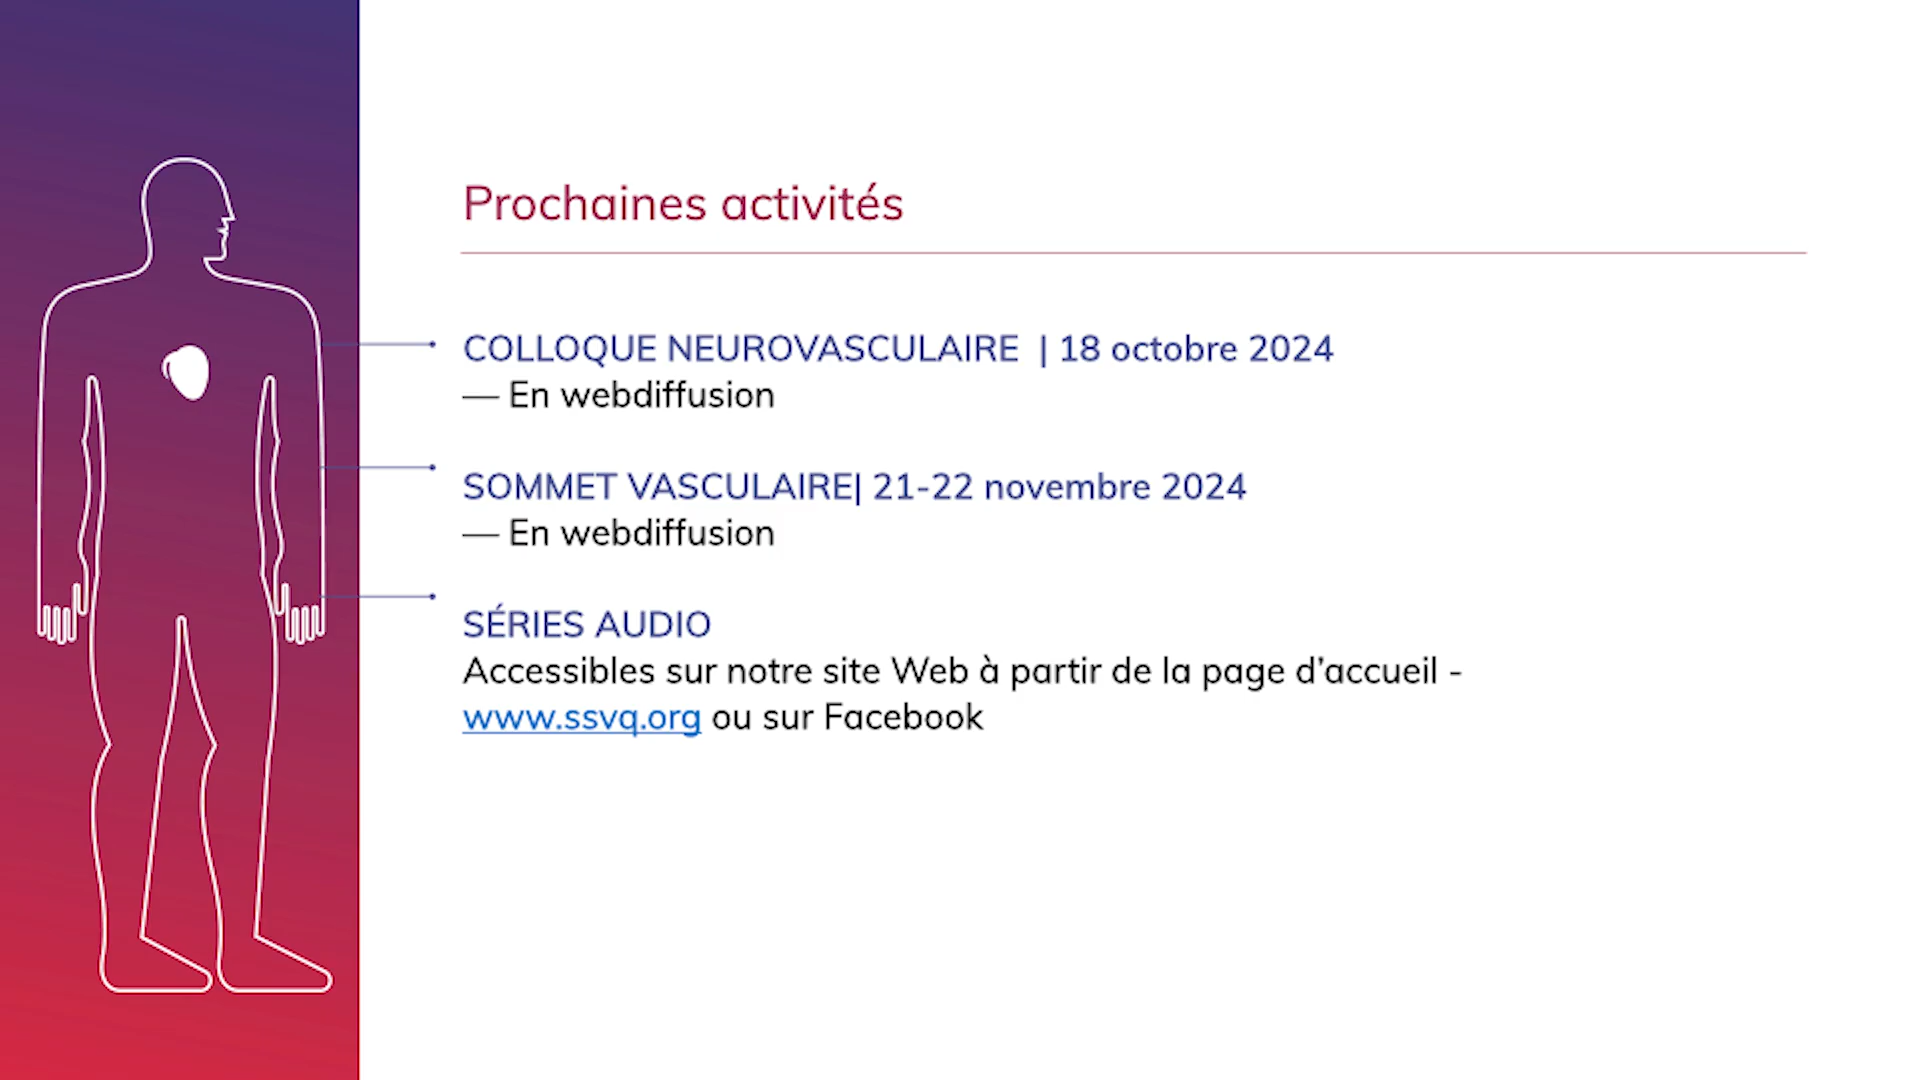 Prochaines activités
COLLOQUE NEUROVASCULAIRE | 18 octobre 2024
— En webdiffusion
SOMMET VASCULAIRE| 21-22 novembre 2024
— En webdiffusion
SÉRIES AUDIO
Accessibles sur notre site Web à partir de la page d’accueil -
www.ssvq.org ou sur Facebook